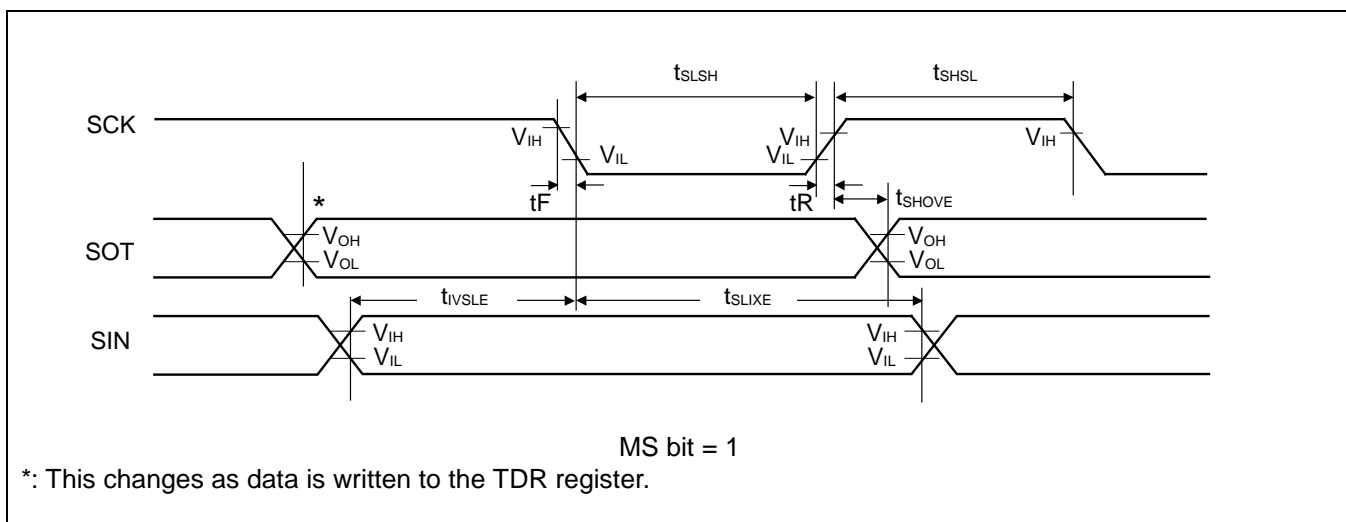 tSLSH tSHSL
SCK VIH VIL VIH VIL VIH
tF tR tSHOVE
*
SOT VOH VOL VOH VOL
tIVSLE tSLIXE
SIN VIH VIL VIH VIL
MS bit = 1
*: This changes as data is written to the TDR register.